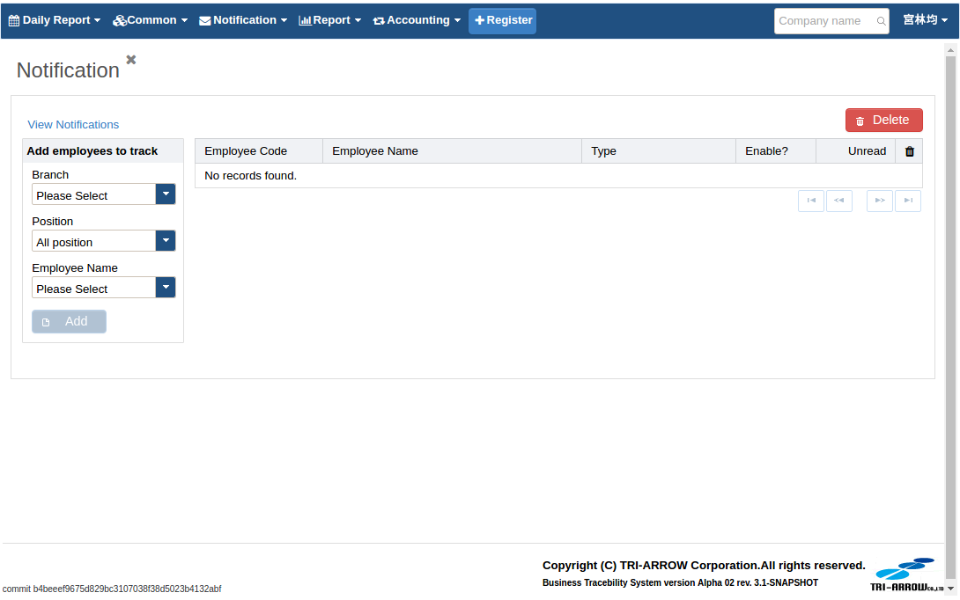 Daily Report Common Notification Report Accounting Register Company name 宮林均
Notification
View Notifications
Delete
Add employees to track
Employee Code Employee Name Type Enable? Unread
No records found.
Branch
Please Select
Position
All position
Employee Name
Please Select
Add
Copyright (C) TRI-ARROW Corporation.All rights reserved.
Business Tracebility System version Alpha 02 rev. 3.1-SNAPSHOT
TRI-ARROW CO.,LTD
commit b4beeef9675d829bc3107038f38d5023b4132abf